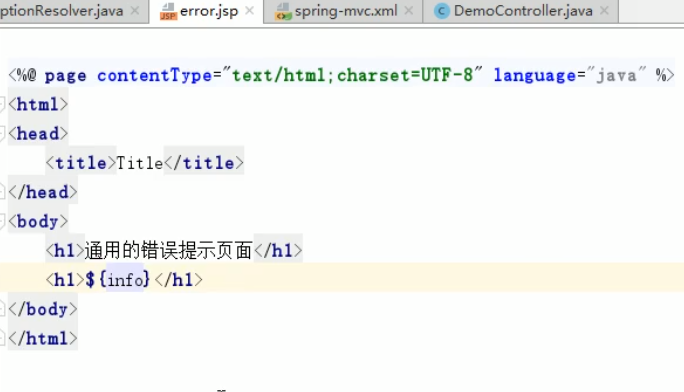 ptionResolver.java error.jsp spring-mvc.xml DemoController.java
<%@ page contentType="text/html;charset=UTF-8" language="java" %>
<html>
<head>
    <title>Title</title>
</head>
<body>
    <h1>通用的错误提示页面</h1>
    <h1>${info}</h1>
</body>
</html>